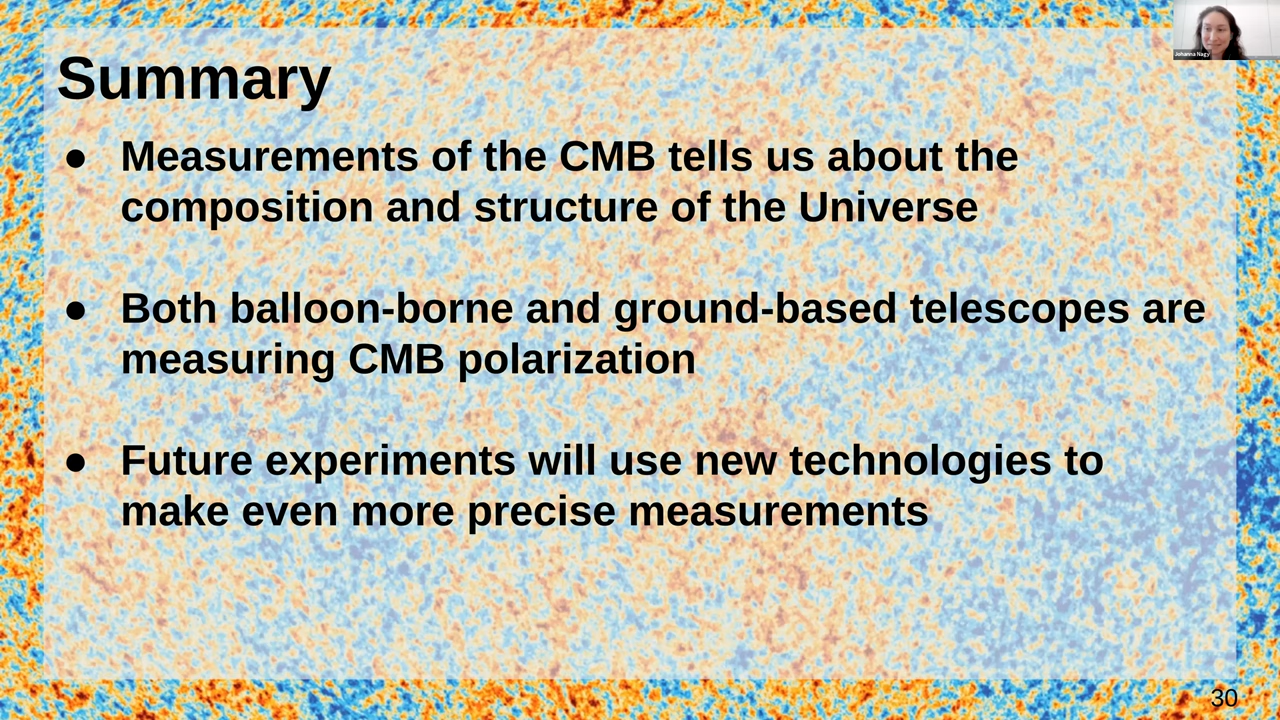 Johanna Nagy
Summary
● Measurements of the CMB tells us about the
composition and structure of the Universe
● Both balloon-borne and ground-based telescopes are
measuring CMB polarization
● Future experiments will use new technologies to
make even more precise measurements
30